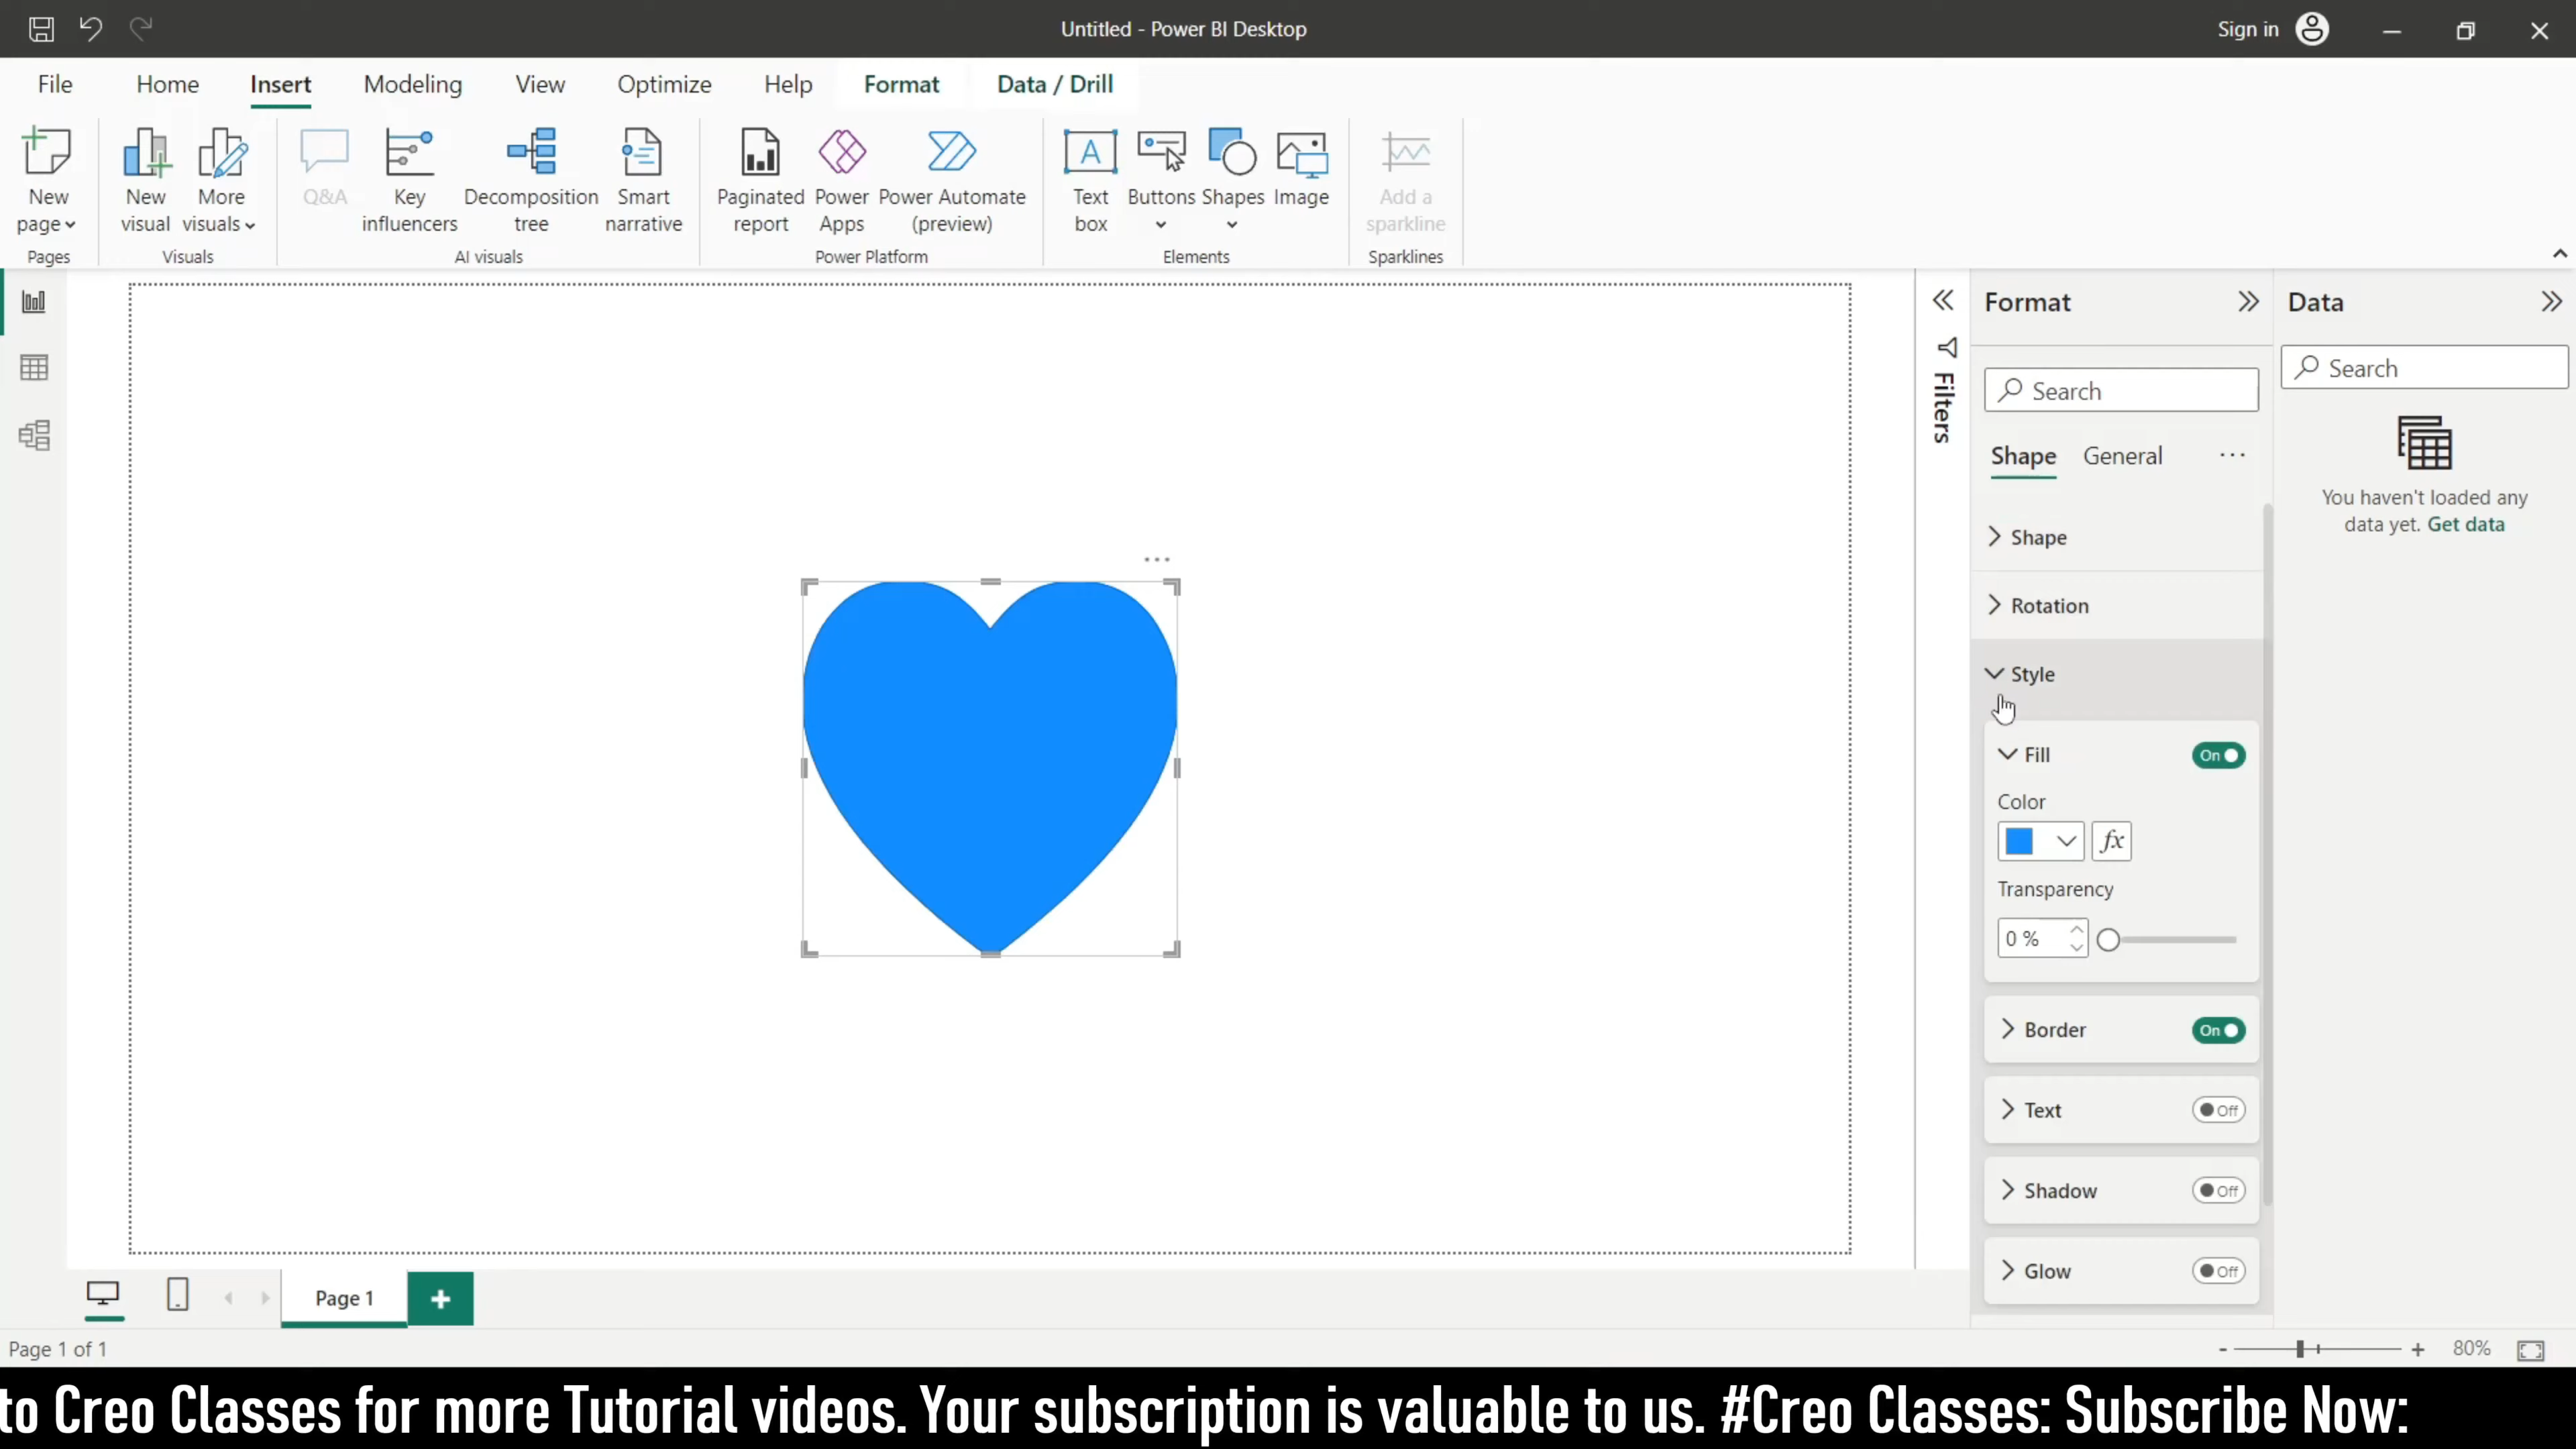 Untitled - Power BI Desktop
Sign in
File Home Insert Modeling View Optimize Help Format Data / Drill
New page
Pages
New visual
More visuals
Visuals
Q&A
Key influencers
Decomposition tree
Smart narrative
AI visuals
Paginated report
Power Apps
Power Automate (preview)
Power Platform
Text box
Buttons
Shapes
Image
Elements
Add a sparkline
Sparklines
Filters
Format
Search
Shape General
Shape
Rotation
Style
Fill On
Color
fx
Transparency
0 %
Border On
Text Off
Shadow Off
Glow Off
Data
Search
You haven't loaded any
data yet. Get data
Page 1
Page 1 of 1
- + 80%
to Creo Classes for more Tutorial videos. Your subscription is valuable to us. #Creo Classes: Subscribe Now: